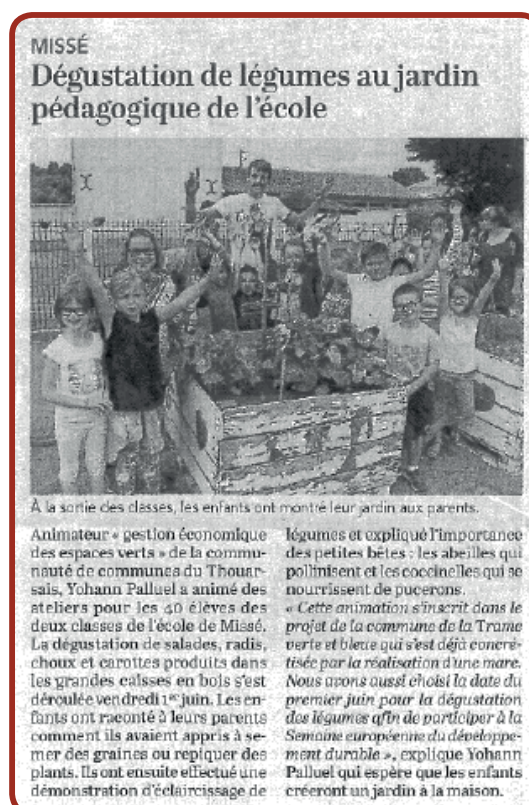 MISSÉ
Dégustation de légumes au jardin
pédagogique de l'école
À la sortie des classes, les enfants ont montré leur jardin aux parents.
Animateur « gestion économique
des espaces verts » de la commu-
nauté de communes du Thouar-
sais, Yohann Palluel a animé des
ateliers pour les 40 élèves des
deux classes de l'école de Missé.
La dégustation de salades, radis,
choux et carottes produits dans
les grandes caisses en bois s'est
déroulée vendredi 1er juin. Les en-
fants ont raconté à leurs parents
comment ils avaient appris à se-
mer des graines ou repiquer des
plants. Ils ont ensuite effectué une
démonstration d'éclaircissage de
légumes et expliqué l'importance
des petites bêtes : les abeilles qui
pollinisent et les coccinelles qui se
nourrissent de pucerons.
« Cette animation s'inscrit dans le
projet de la commune de la Trame
verte et bleue qui s'est déjà concré-
tisée par la réalisation d'une mare.
Nous avons aussi choisi la date du
premier juin pour la dégustation
des légumes afin de participer à la
Semaine européenne du développe-
ment durable », explique Yohann
Palluel qui espère que les enfants
créeront un jardin à la maison.